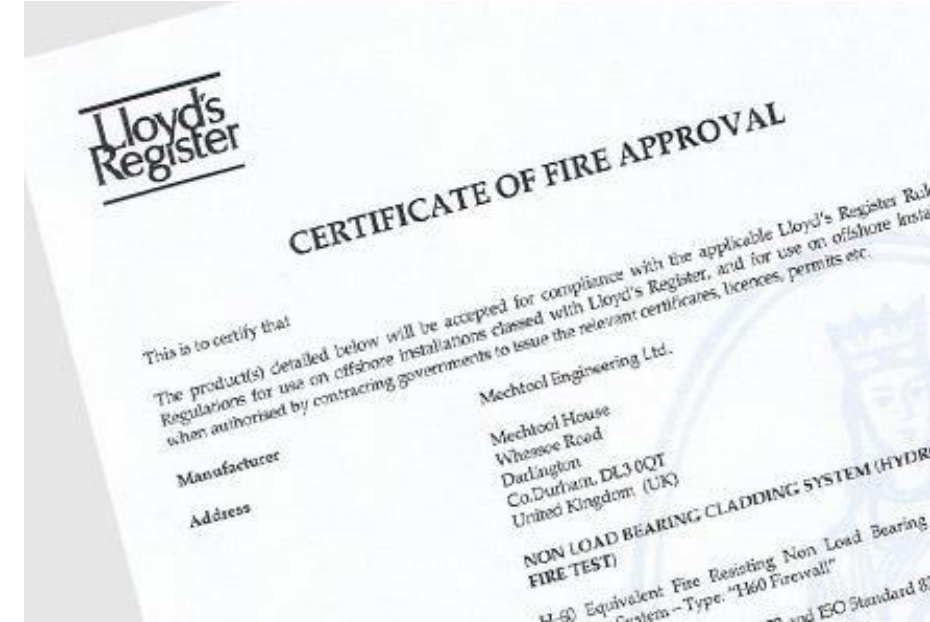 Lloyd's
Register
CERTIFICATE OF FIRE APPROVAL
This is to certify that
The product(s) detailed below will be accepted for compliance with the applicable Lloyd's Register
Regulations for use on offshore installations classed with Lloyd's Register, and for use on offshore
when authorised by contracting governments to issue the relevant certificates, licences, permits etc.
Manufacturer
Mechtool Engineering Ltd.
Address
Mechtool House
Whessoe Road
Darlington
Co.Durham, DL3 0QT
United Kingdom (UK)
NON LOAD BEARING CLADDING SYSTEM
FIRE TEST)
H-60 Equivalent Fire Resisting Non Load Bearing
System – Type: "H60 Firewall"
and ISO Standard